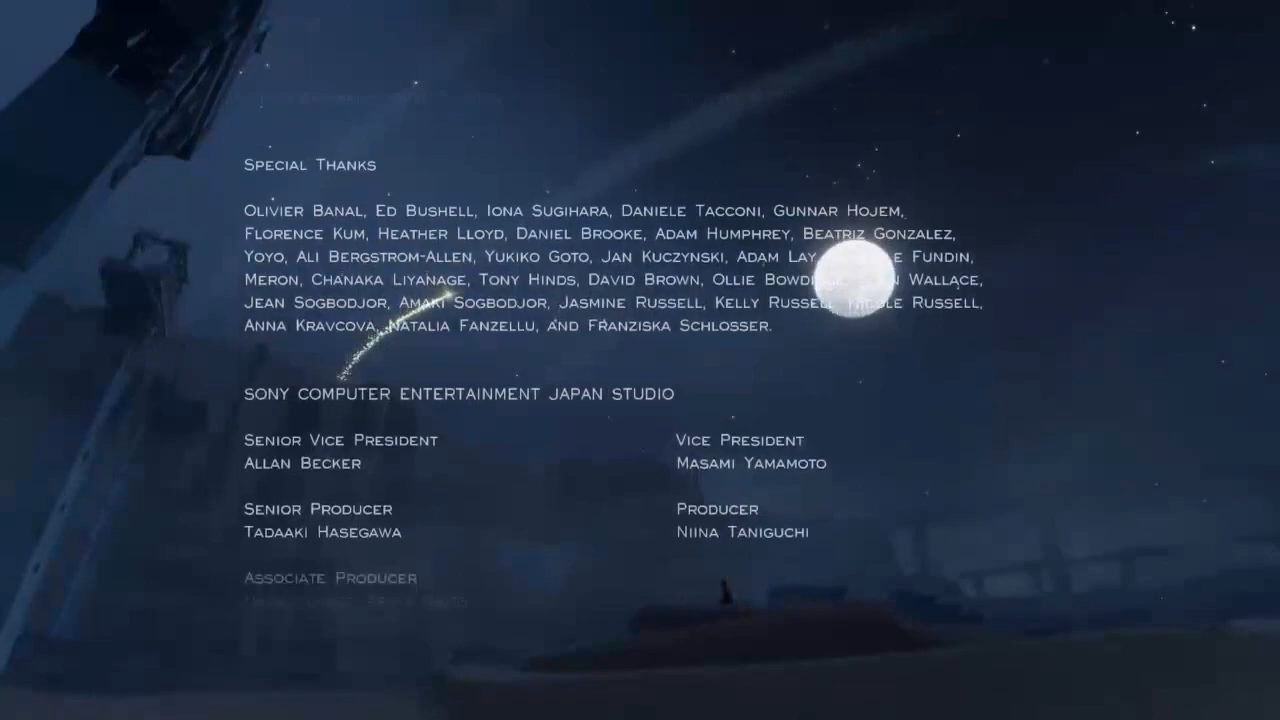 Special Thanks
Olivier Banal, Ed Bushell, Iona Sugihara, Daniele Tacconi, Gunnar Hojem,
Florence Kum, Heather Lloyd, Daniel Brooke, Adam Humphrey, Beatriz Gonzalez,
Yoyo, Ali Bergstrom-Allen, Yukiko Goto, Jan Kuczynski, Adam Fundin,
Meron, Chanaka Liyanage, Tony Hinds, David Brown, Ollie Wallace,
Jean Sogbodjor, Amaki Sogbodjor, Jasmine Russell, Kelly Russell, Nicole Russell,
Anna Kravcova, Natalia Fanzellu, and Franziska Schlosser.
SONY COMPUTER ENTERTAINMENT JAPAN STUDIO
Senior Vice President
Allan Becker
Vice President
Masami Yamamoto
Senior Producer
Tadaaki Hasegawa
Producer
Niina Taniguchi
Associate Producer